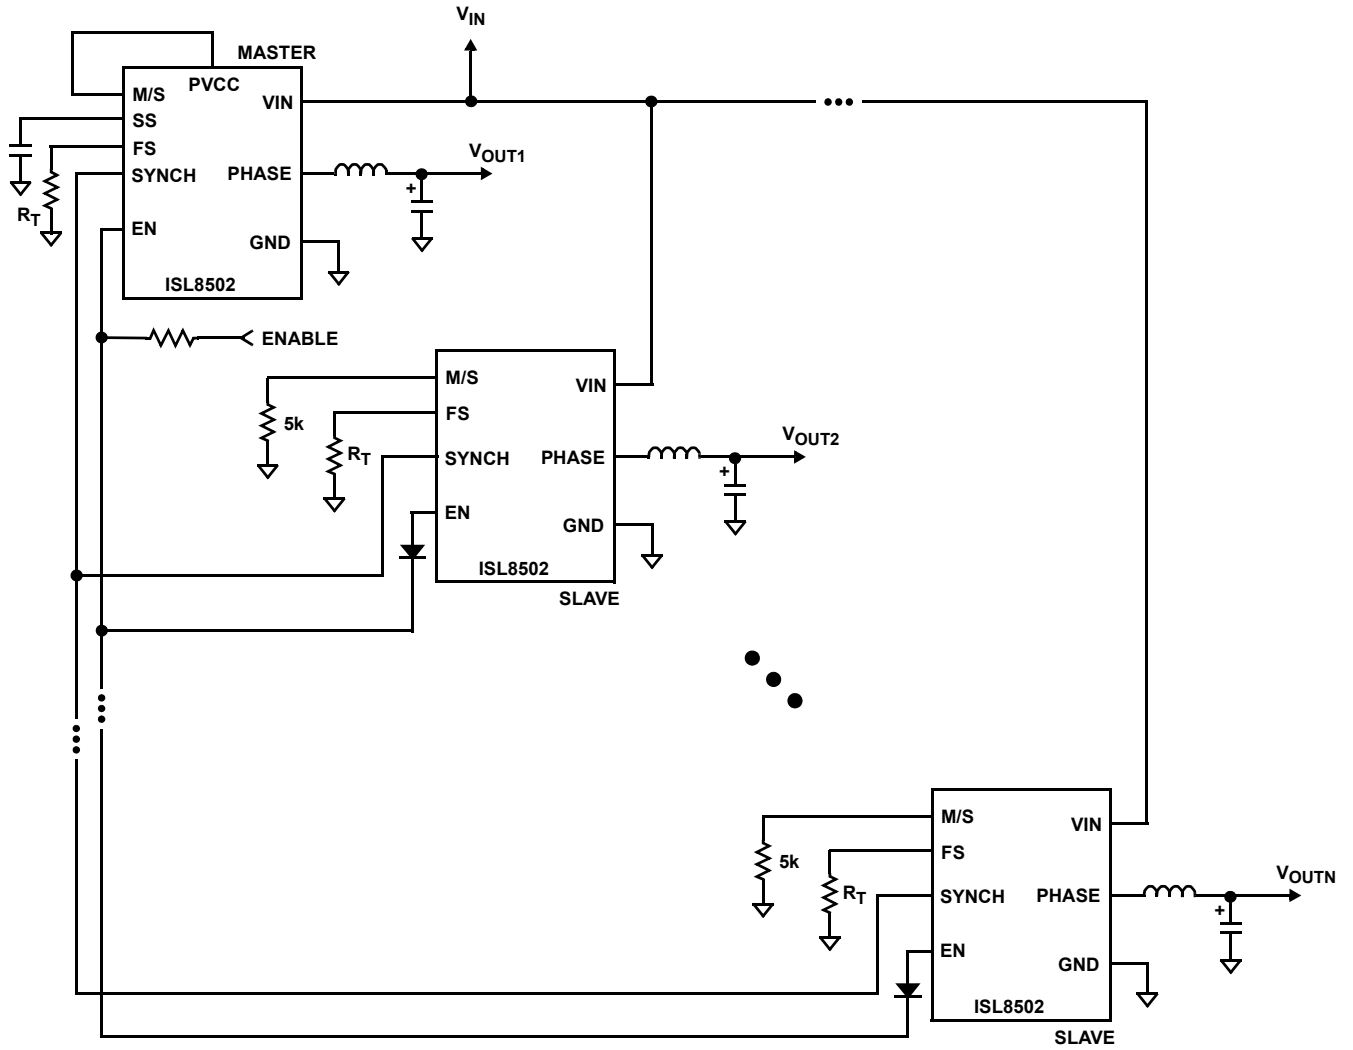 VIN
MASTER
PVCC
M/S
VIN
SS
FS
VOUT1
SYNCH
PHASE
RT
+
EN
GND
ISL8502
ENABLE
M/S
VIN
FS
5k
VOUT2
RT
SYNCH
PHASE
+
EN
GND
ISL8502
SLAVE
M/S
VIN
FS
5k
VOUTN
RT
SYNCH
PHASE
+
EN
GND
ISL8502
SLAVE